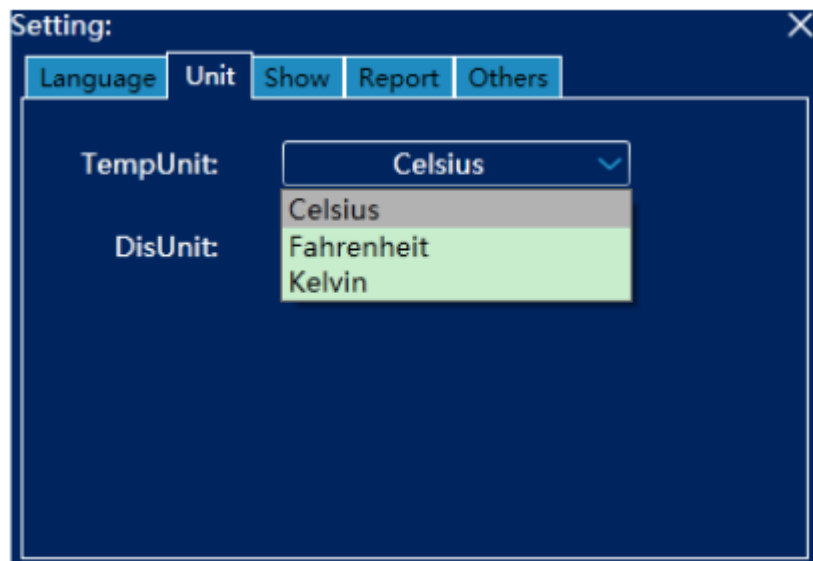 Setting:
Language Unit Show Report Others
TempUnit: Celsius
Celsius
DisUnit: Fahrenheit
Kelvin